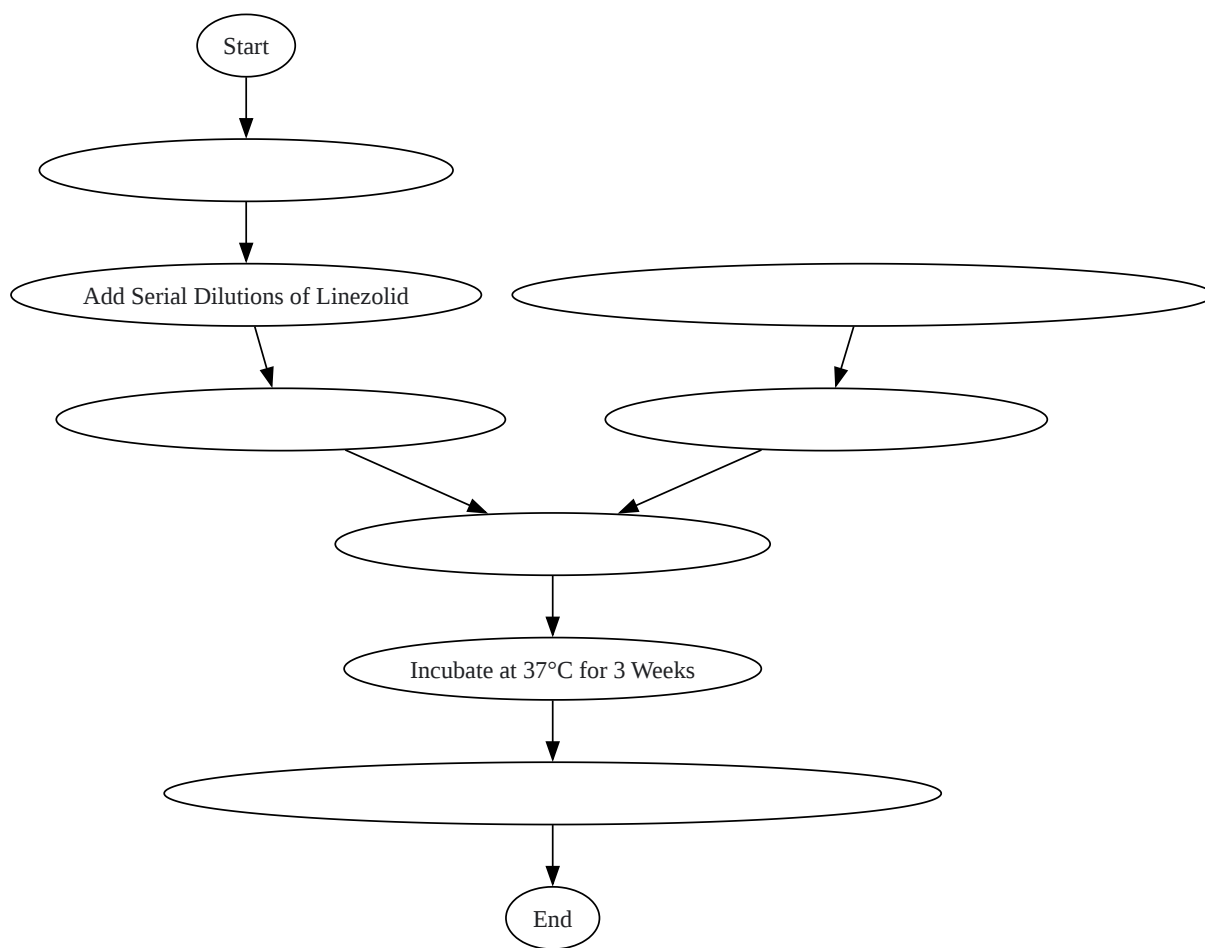 Start
Add Serial Dilutions of Linezolid
Incubate at 37°C for 3 Weeks
End